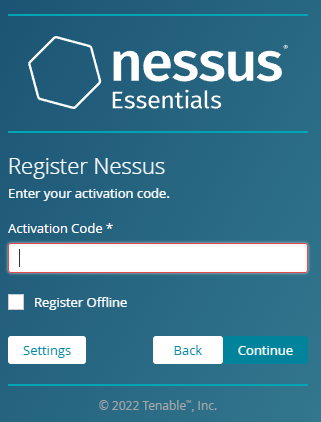 nessus®
Essentials
Register Nessus
Enter your activation code.
Activation Code *
Register Offline
Settings
Back
Continue
© 2022 Tenable™, Inc.